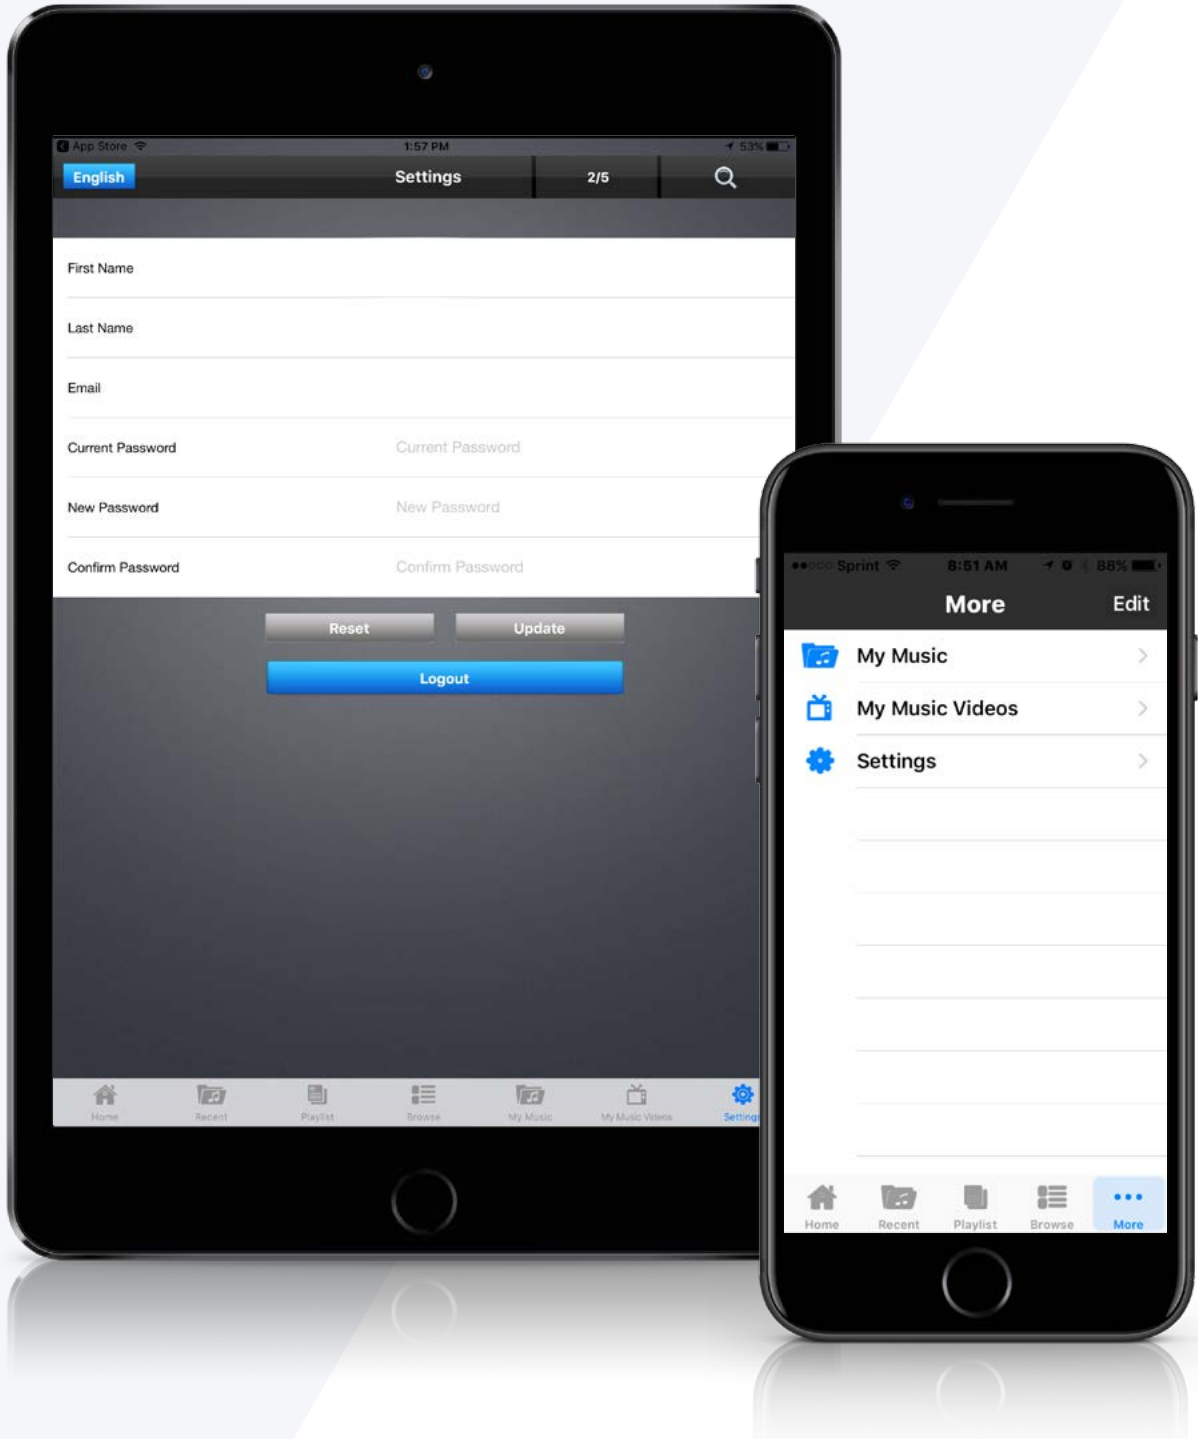 App Store 1:57 PM 53%
English Settings 2/5
First Name
Last Name
Email
Current Password Current Password
New Password New Password
Confirm Password Confirm Password
Reset Update
Logout
Home Recent Playlist Browse My Music My Music Videos Settings
Sprint 8:51 AM 88%
More Edit
My Music
My Music Videos
Settings
Home Recent Playlist Browse More